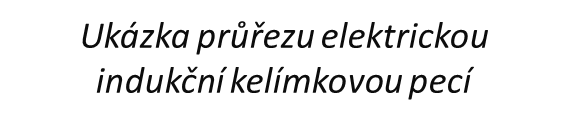 Ukázka průřezu elektrickou
indukční kelímkovou pecí